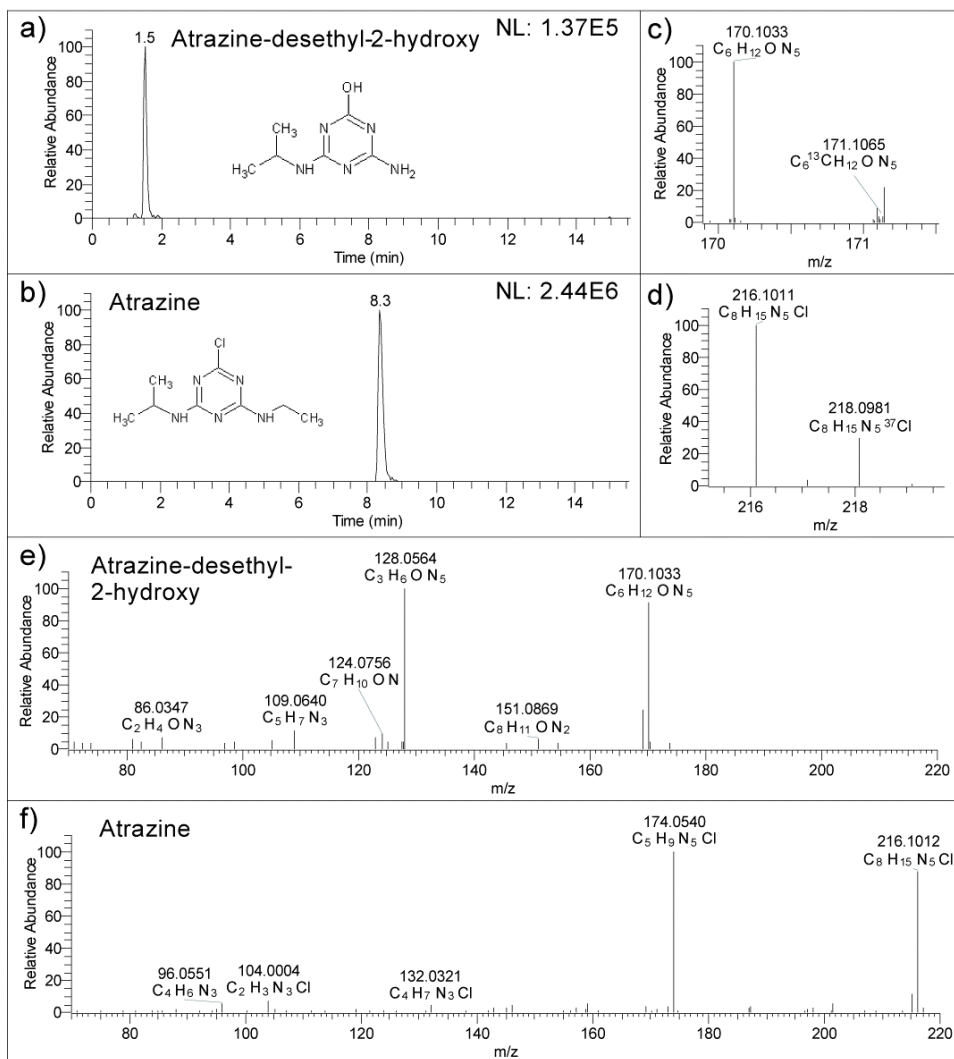 a)
Atrazine-desethyl-2-hydroxy
NL: 1.37E5
1.5
Relative Abundance
100
80
60
40
20
0
OH
CH₃
N
N
H₃C
NH
N
NH₂
0 2 4 6 8 10 12 14
Time (min)
c)
170.1033
C₆ H₁₂ O N₅
171.1065
C₆¹³CH₁₂ O N₅
Relative Abundance
100
80
60
40
20
0
170 171
m/z
b)
Atrazine
NL: 2.44E6
8.3
Relative Abundance
100
80
60
40
20
0
Cl
CH₃
N
N
H₃C
NH
N
HN
CH₃
0 2 4 6 8 10 12 14
Time (min)
d)
216.1011
C₈ H₁₅ N₅ Cl
218.0981
C₈ H₁₅ N₅ ³⁷Cl
Relative Abundance
100
80
60
40
20
0
216 218
m/z
e)
Atrazine-desethyl-
2-hydroxy
128.0564
C₃ H₆ O N₅
170.1033
C₆ H₁₂ O N₅
124.0756
C₇ H₁₀ O N
109.0640
C₅ H₇ N₃
86.0347
C₂ H₄ O N₃
151.0869
C₈ H₁₁ O N₂
Relative Abundance
100
80
60
40
20
0
80 100 120 140 160 180 200 220
m/z
f)
Atrazine
174.0540
C₅ H₉ N₅ Cl
216.1012
C₈ H₁₅ N₅ Cl
96.0551
C₄ H₆ N₃
104.0004
C₂ H₃ N₃ Cl
132.0321
C₄ H₇ N₃ Cl
Relative Abundance
100
80
60
40
20
0
80 100 120 140 160 180 200 220
m/z